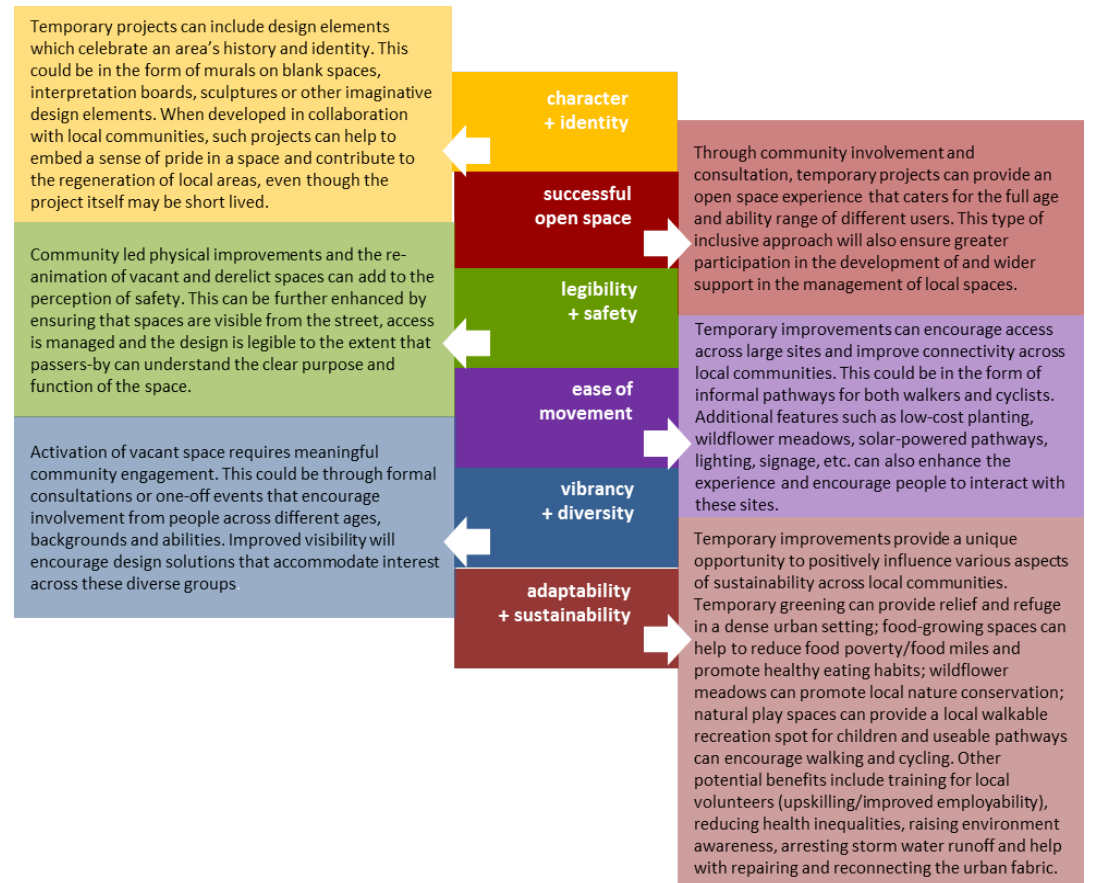 Temporary projects can include design elements
which celebrate an area’s history and identity. This
could be in the form of murals on blank spaces,
interpretation boards, sculptures or other imaginative
design elements. When developed in collaboration
with local communities, such projects can help to
embed a sense of pride in a space and contribute to
the regeneration of local areas, even though the
project itself may be short lived.
character
+ identity
successful
open space
Through community involvement and
consultation, temporary projects can provide an
open space experience that caters for the full age
and ability range of different users. This type of
inclusive approach will also ensure greater
participation in the development of and wider
support in the management of local spaces.
Community led physical improvements and the re-
animation of vacant and derelict spaces can add to the
perception of safety. This can be further enhanced by
ensuring that spaces are visible from the street, access
is managed and the design is legible to the extent that
passers-by can understand the clear purpose and
function of the space.
legibility
+ safety
ease of
movement
Temporary improvements can encourage access
across large sites and improve connectivity across
local communities. This could be in the form of
informal pathways for both walkers and cyclists.
Additional features such as low-cost planting,
wildflower meadows, solar-powered pathways,
lighting, signage, etc. can also enhance the
experience and encourage people to interact with
these sites.
Activation of vacant space requires meaningful
community engagement. This could be through formal
consultations or one-off events that encourage
involvement from people across different ages,
backgrounds and abilities. Improved visibility will
encourage design solutions that accommodate interest
across these diverse groups.
vibrancy
+ diversity
adaptability
+ sustainability
Temporary improvements provide a unique
opportunity to positively influence various aspects
of sustainability across local communities.
Temporary greening can provide relief and refuge
in a dense urban setting; food-growing spaces can
help to reduce food poverty/food miles and
promote healthy eating habits; wildflower
meadows can promote local nature conservation;
natural play spaces can provide a local walkable
recreation spot for children and useable pathways
can encourage walking and cycling. Other
potential benefits include training for local
volunteers (upskilling/improved employability),
reducing health inequalities, raising environment
awareness, arresting storm water runoff and help
with repairing and reconnecting the urban fabric.